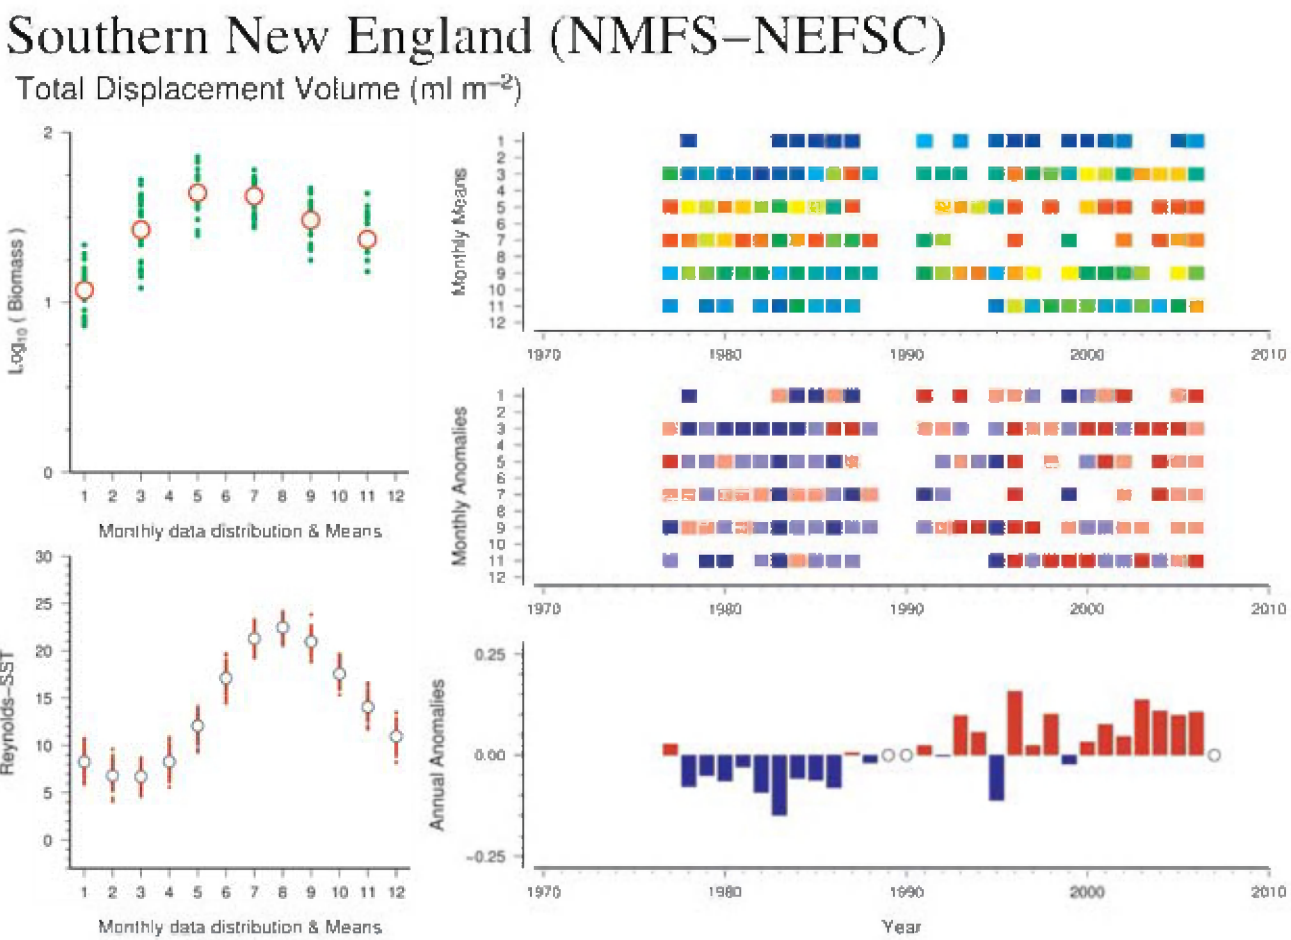 Southern New England (NMFS–NEFSC)
Total Displacement Volume (ml m⁻²)
2
1
0
Log₁₀ ( Biomass )
1 2 3 4 5 6 7 8 9 10 11 12
Monthly data distribution & Means
30
25
20
15
10
5
0
Reynolds–SST
1 2 3 4 5 6 7 8 9 10 11 12
Monthly data distribution & Means
Monthly Means
1
2
3
4
5
6
7
8
9
10
11
12
1970 1980 1990 2000 2010
Monthly Anomalies
1
2
3
4
5
6
7
8
9
10
11
12
1970 1980 1990 2000 2010
Annual Anomalies
0.25
0.00
−0.25
1970 1980 1990 2000 2010
Year